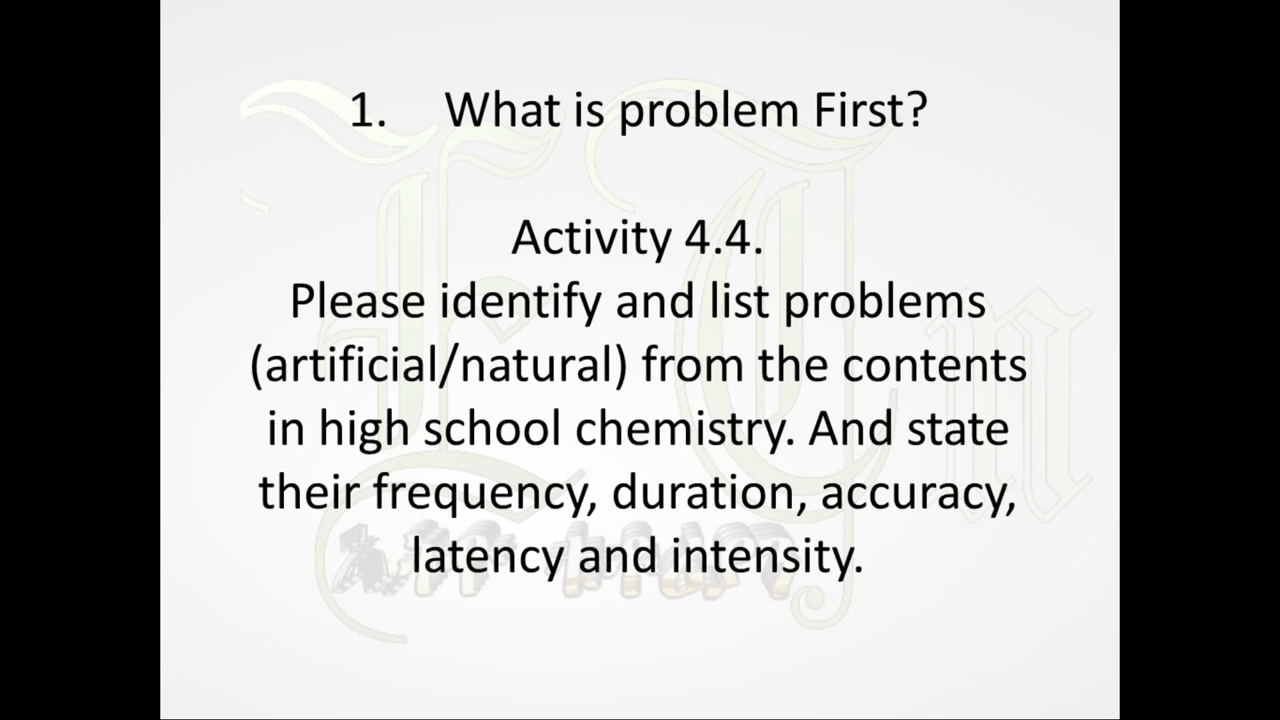 1. What is problem First?
Activity 4.4.
Please identify and list problems
(artificial/natural) from the contents
in high school chemistry. And state
their frequency, duration, accuracy,
latency and intensity.